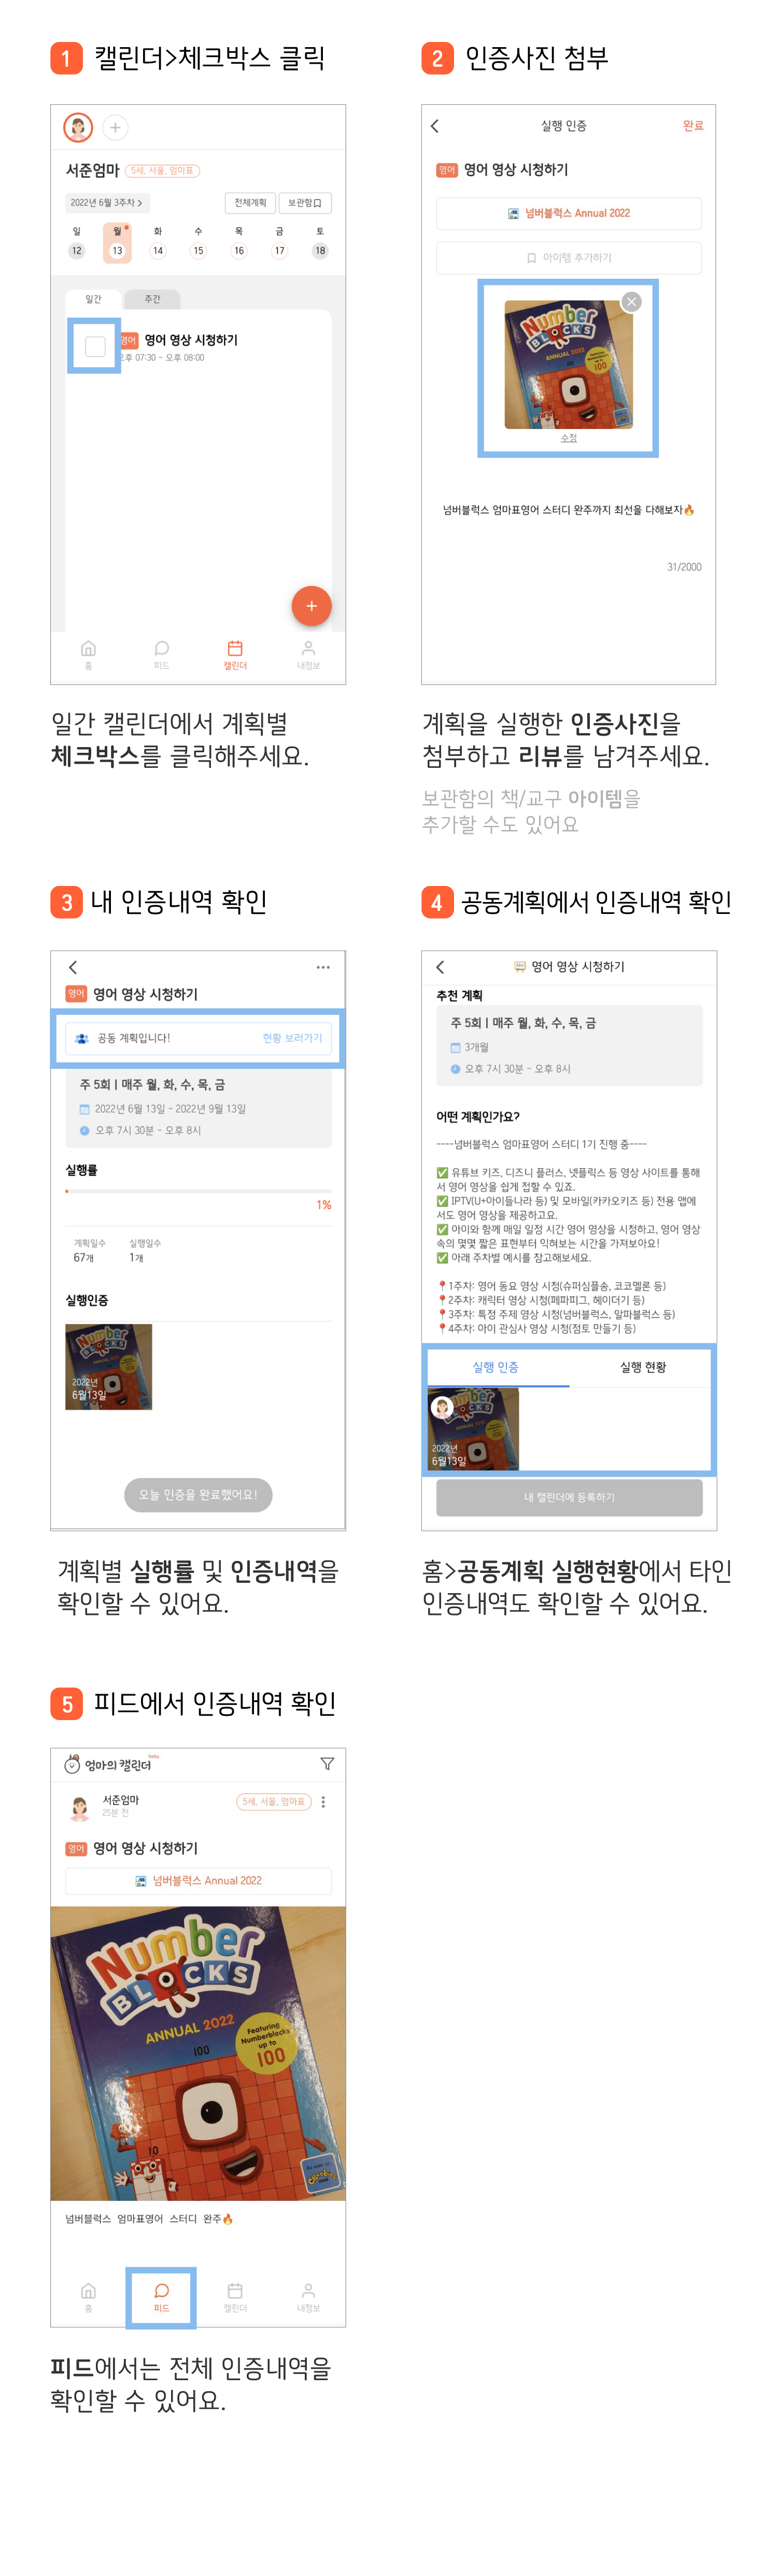 1 캘린더>체크박스 클릭
서준엄마 5세, 서울, 엄마표
2022년 6월 3주차 > 전체계획 보관함
일 월 화 수 목 금 토
12 13 14 15 16 17 18
일간 주간
영어 영어 영상 시청하기
오후 07:30 - 오후 08:00
+
홈 피드 캘린더 내정보
일간 캘린더에서 계획별
체크박스를 클릭해주세요.
2 인증사진 첨부
실행 인증 완료
영어 영어 영상 시청하기
넘버블럭스 Annual 2022
아이템 추가하기
Number
BLOCKS
ANNUAL 2022
100
수정
넘버블럭스 엄마표영어 스터디 완주까지 최선을 다해보자🔥
31/2000
계획을 실행한 인증사진을
첨부하고 리뷰를 남겨주세요.
보관함의 책/교구 아이템을
추가할 수도 있어요
3 내 인증내역 확인
영어 영어 영상 시청하기
공동 계획입니다! 현황 보러가기
주 5회 | 매주 월, 화, 수, 목, 금
2022년 6월 13일 - 2022년 9월 13일
오후 7시 30분 - 오후 8시
실행률
1%
계획일수 실행일수
67개 1개
실행인증
2022년
6월13일
오늘 인증을 완료했어요!
계획별 실행률 및 인증내역을
확인할 수 있어요.
4 공동계획에서 인증내역 확인
영어 영상 시청하기
추천 계획
주 5회 | 매주 월, 화, 수, 목, 금
3개월
오후 7시 30분 - 오후 8시
어떤 계획인가요?
----넘버블럭스 엄마표영어 스터디 1기 진행 중----
✅ 유튜브 키즈, 디즈니 플러스, 넷플릭스 등 영상 사이트를 통해
서 영어 영상을 쉽게 접할 수 있죠.
✅ IPTV(U+아이들나라 등) 및 모바일(카카오키즈 등) 전용 앱에
서도 영어 영상을 제공하고요.
✅ 아이와 함께 매일 일정 시간 영어 영상을 시청하고, 영어 영상
속의 몇몇 짧은 표현부터 익혀보는 시간을 가져보아요!
✅ 아래 주차별 예시를 참고해보세요.
📍1주차: 영어 동요 영상 시청(슈퍼심플송, 코코멜론 등)
📍2주차: 캐릭터 영상 시청(페파피그, 헤이더기 등)
📍3주차: 특정 주제 영상 시청(넘버블럭스, 알파블럭스 등)
📍4주차: 아이 관심사 영상 시청(점토 만들기 등)
실행 인증 실행 현황
2022년
6월13일
내 캘린더에 등록하기
홈>공동계획 실행현황에서 타인
인증내역도 확인할 수 있어요.
5 피드에서 인증내역 확인
엄마의 캘린더 beta
서준엄마 5세, 서울, 엄마표
25분 전
영어 영어 영상 시청하기
넘버블럭스 Annual 2022
Number
BLOCKS
ANNUAL 2022
Featuring
Numberblocks
up to
100
100
10
넘버블럭스 엄마표영어 스터디 완주🔥
홈 피드 캘린더 내정보
피드에서는 전체 인증내역을
확인할 수 있어요.